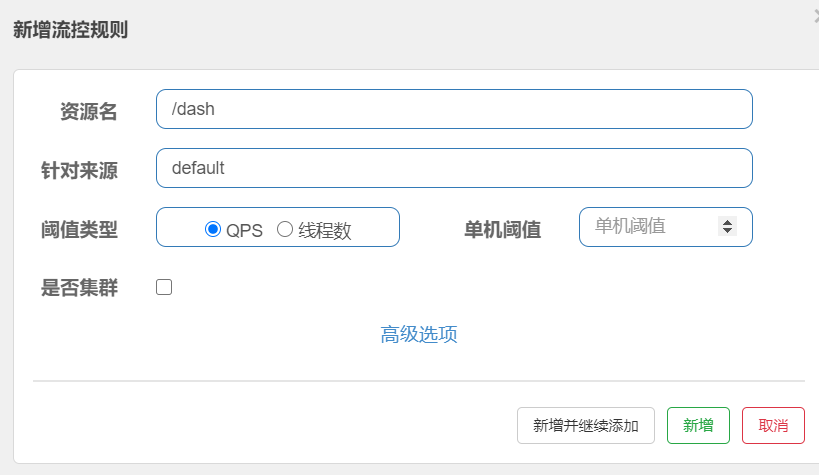 新增流控规则
资源名 /dash
针对来源 default
阈值类型 QPS 线程数 单机阈值 单机阈值
是否集群
高级选项
新增并继续添加 新增 取消